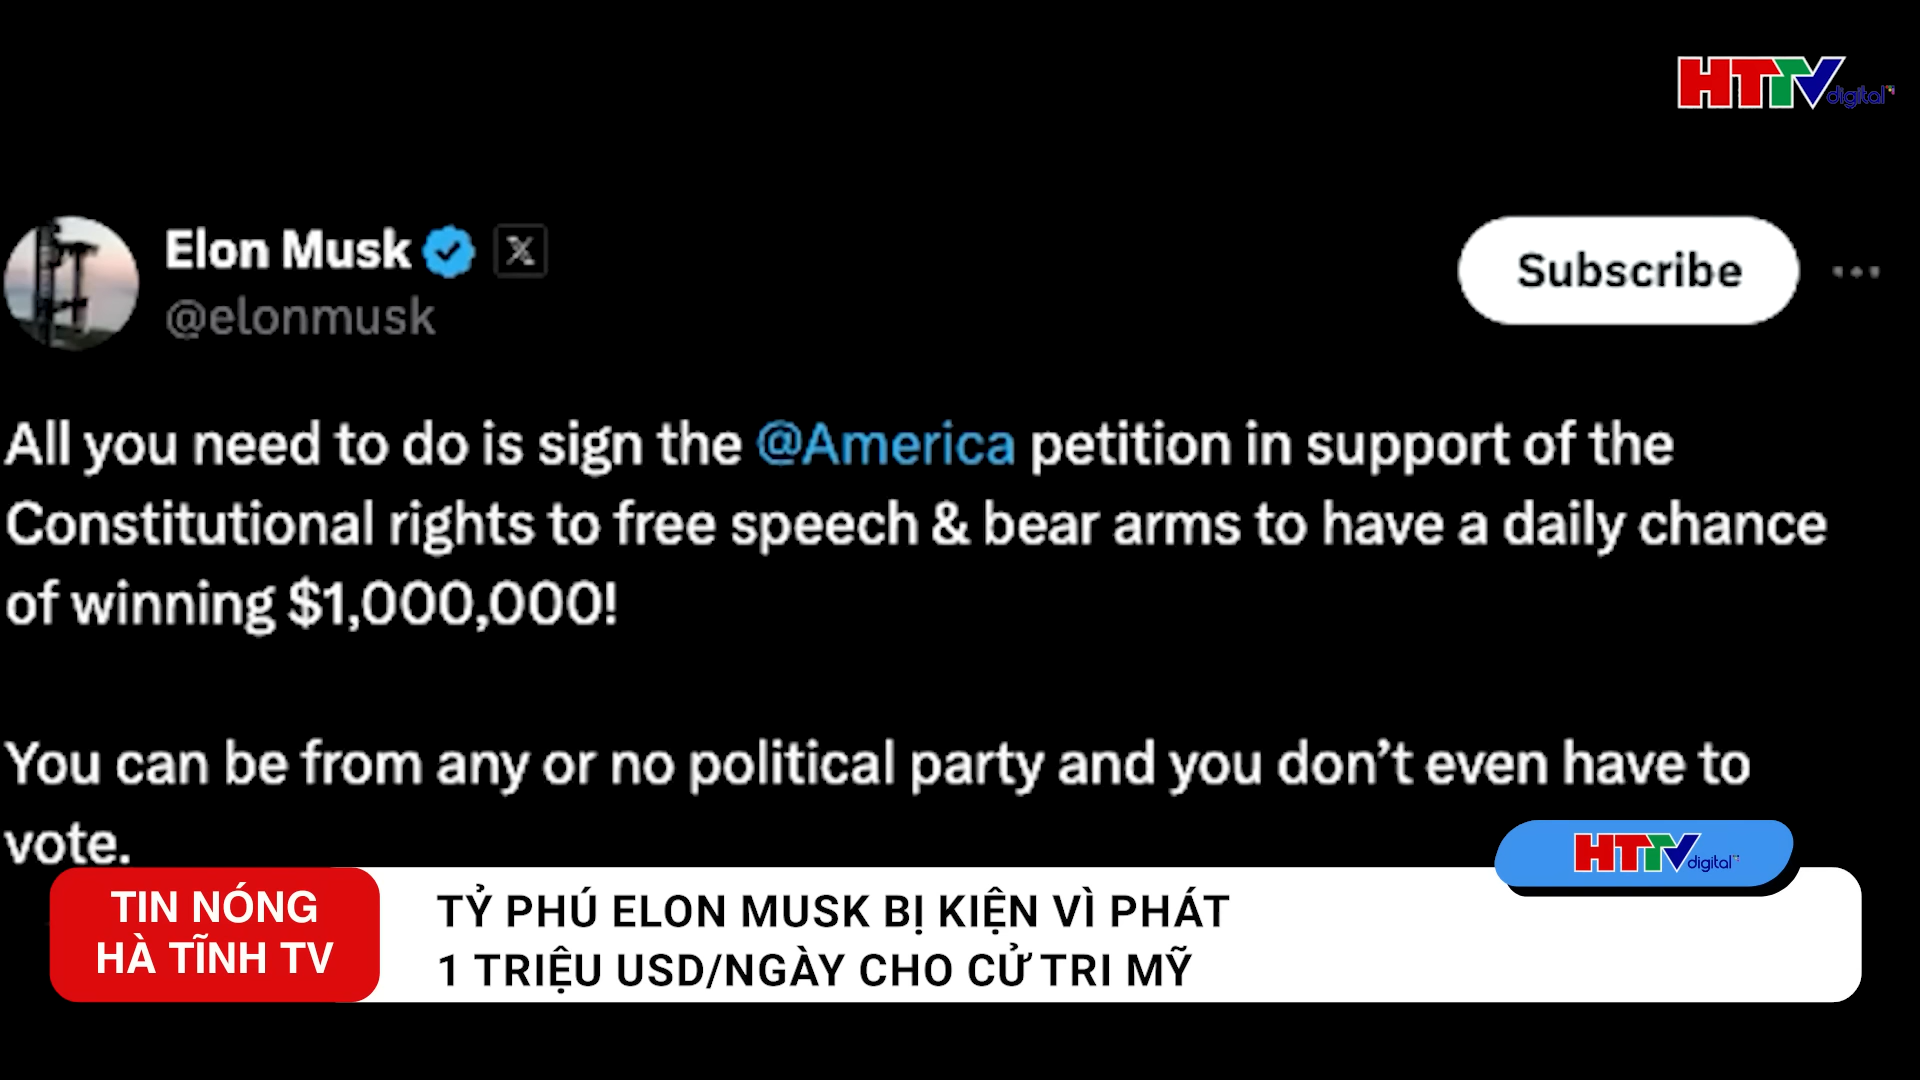 HTTV digital
Elon Musk
@elonmusk
Subscribe
All you need to do is sign the @America petition in support of the
Constitutional rights to free speech & bear arms to have a daily chance
of winning $1,000,000!
You can be from any or no political party and you don’t even have to
vote.
HTTV digital
TIN NÓNG
HÀ TĨNH TV
TỶ PHÚ ELON MUSK BỊ KIỆN VÌ PHÁT
1 TRIỆU USD/NGÀY CHO CỬ TRI MỸ